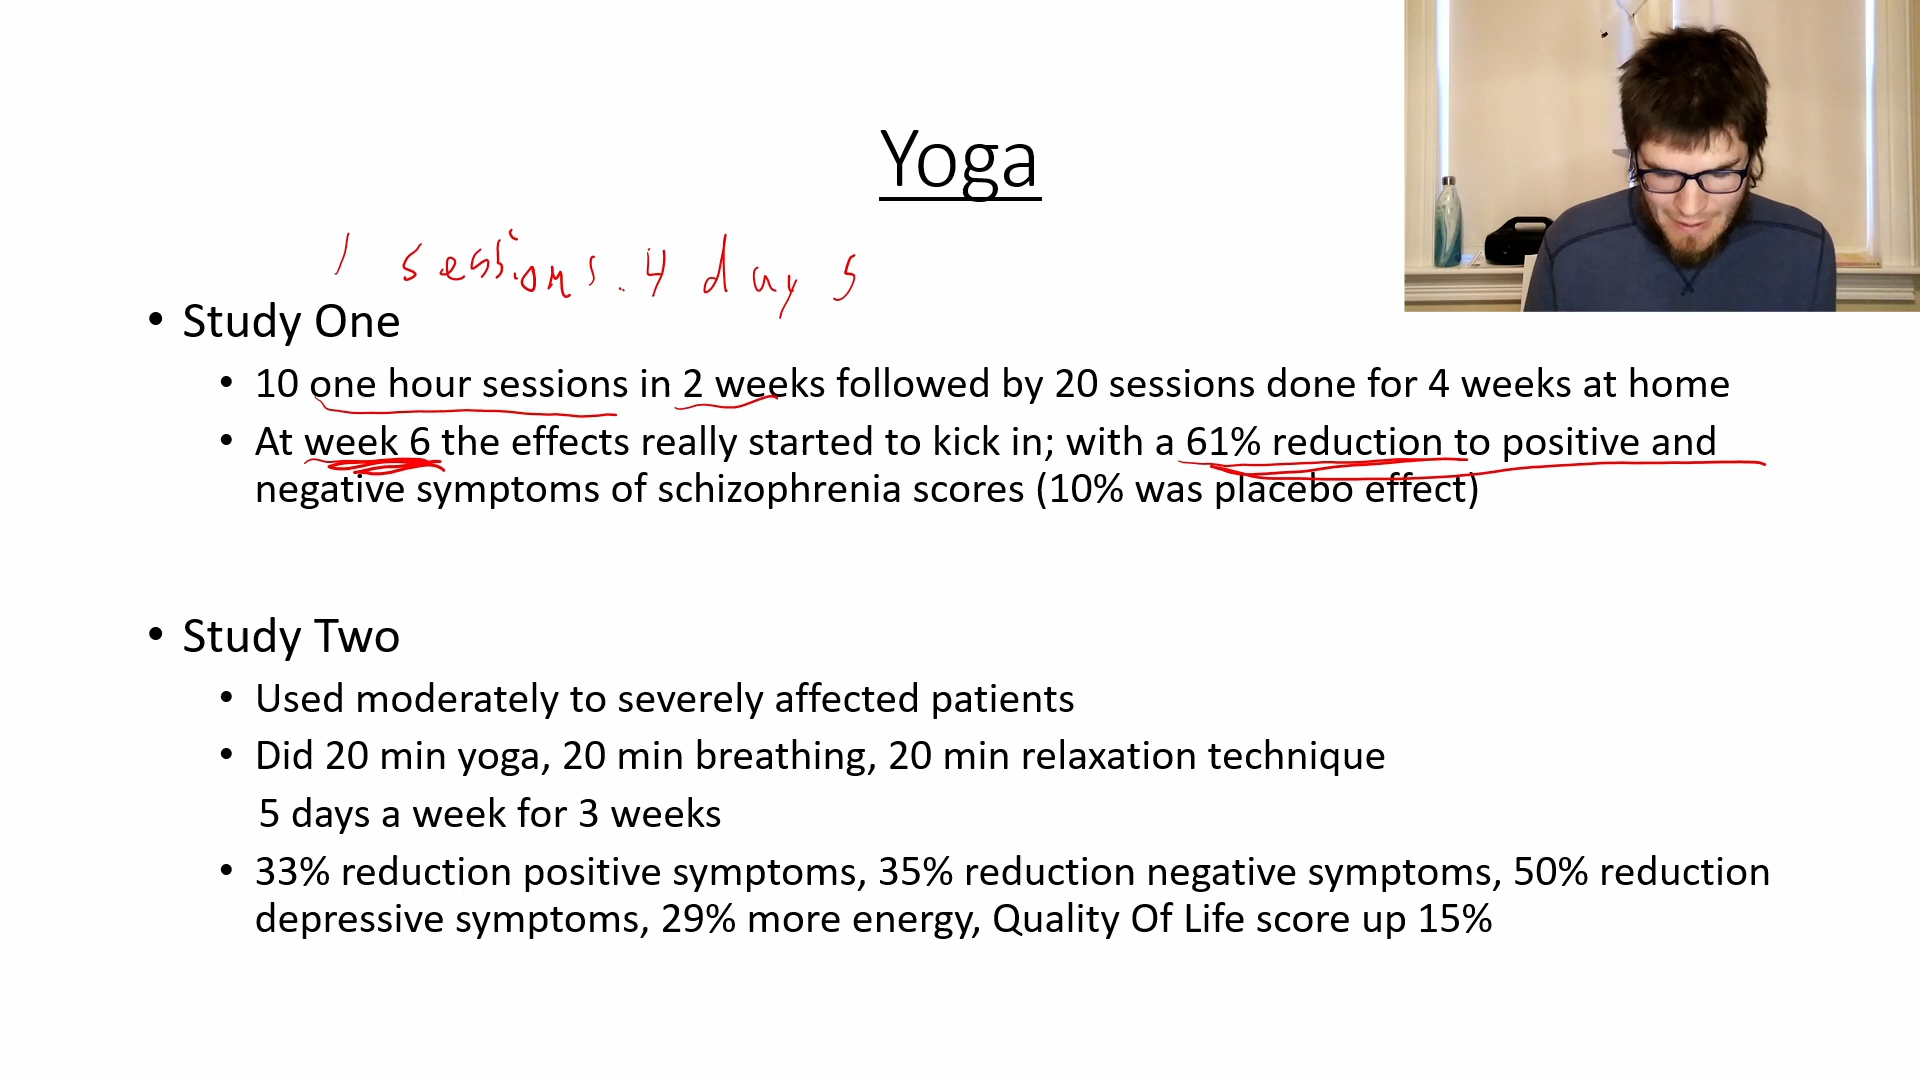 Yoga
1 sessions. 4 days
• Study One
• 10 one hour sessions in 2 weeks followed by 20 sessions done for 4 weeks at home
• At week 6 the effects really started to kick in; with a 61% reduction to positive and
negative symptoms of schizophrenia scores (10% was placebo effect)
• Study Two
• Used moderately to severely affected patients
• Did 20 min yoga, 20 min breathing, 20 min relaxation technique
5 days a week for 3 weeks
• 33% reduction positive symptoms, 35% reduction negative symptoms, 50% reduction
depressive symptoms, 29% more energy, Quality Of Life score up 15%